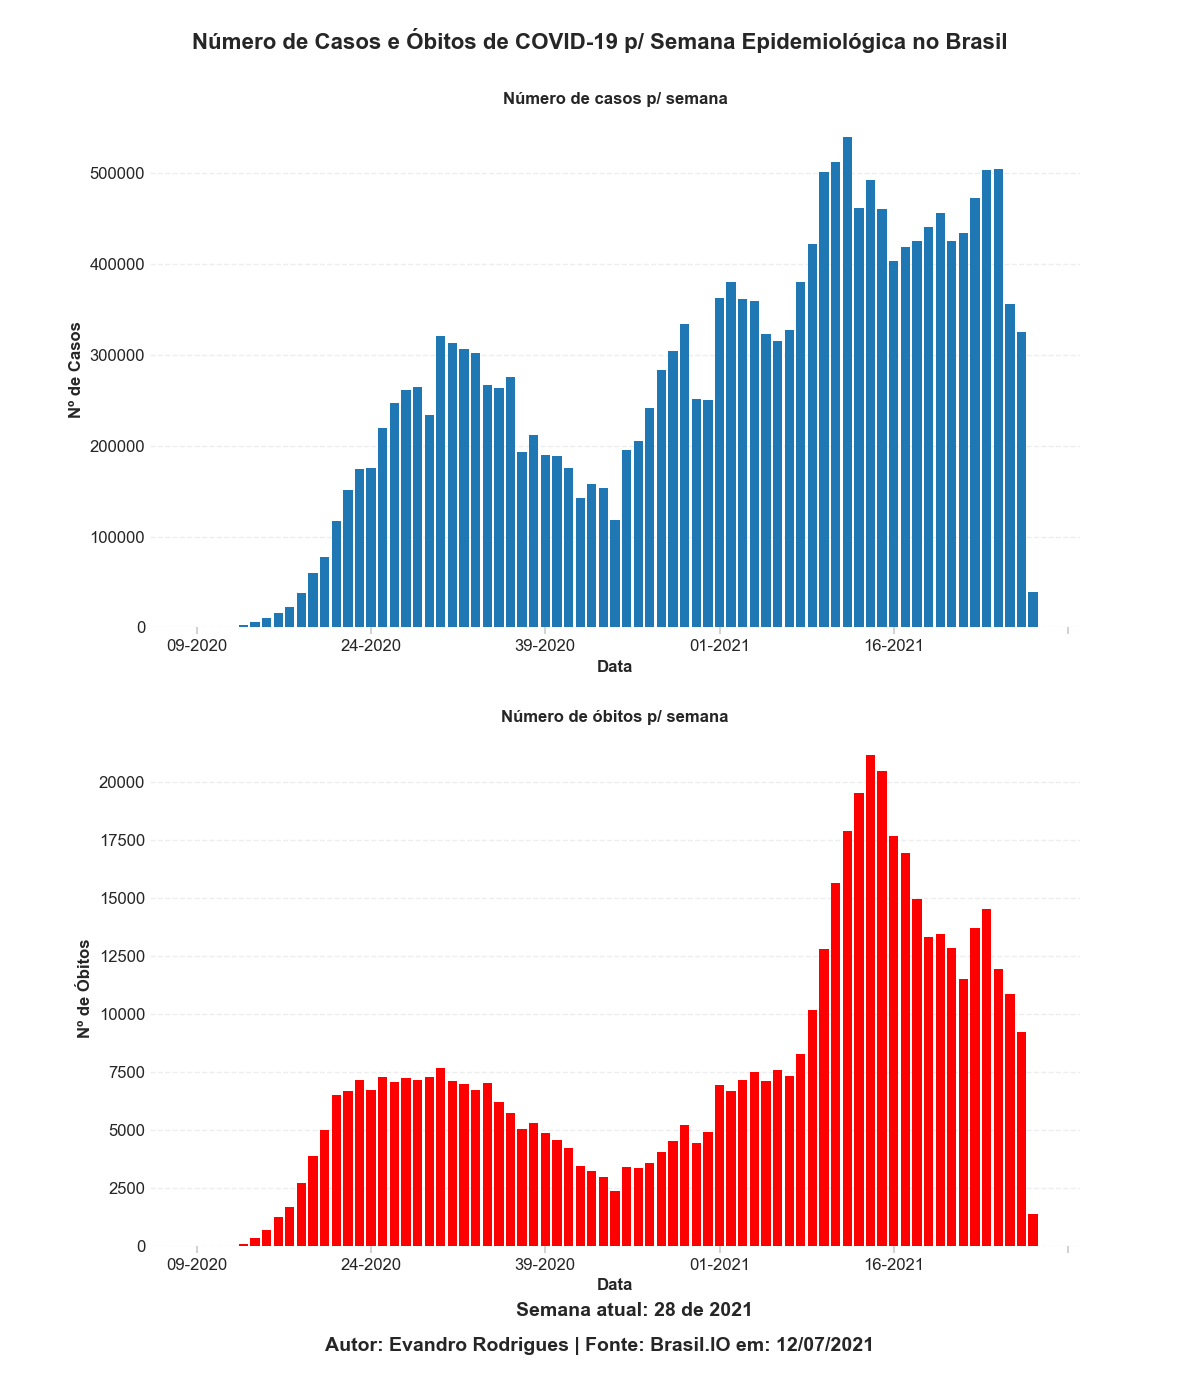 Número de Casos e Óbitos de COVID-19 p/ Semana Epidemiológica no Brasil
Número de casos p/ semana
500000
400000
300000
200000
100000
0
Nº de Casos
09-2020 24-2020 39-2020 01-2021 16-2021
Data
Número de óbitos p/ semana
20000
17500
15000
12500
10000
7500
5000
2500
0
Nº de Óbitos
09-2020 24-2020 39-2020 01-2021 16-2021
Data
Semana atual: 28 de 2021
Autor: Evandro Rodrigues | Fonte: Brasil.IO em: 12/07/2021